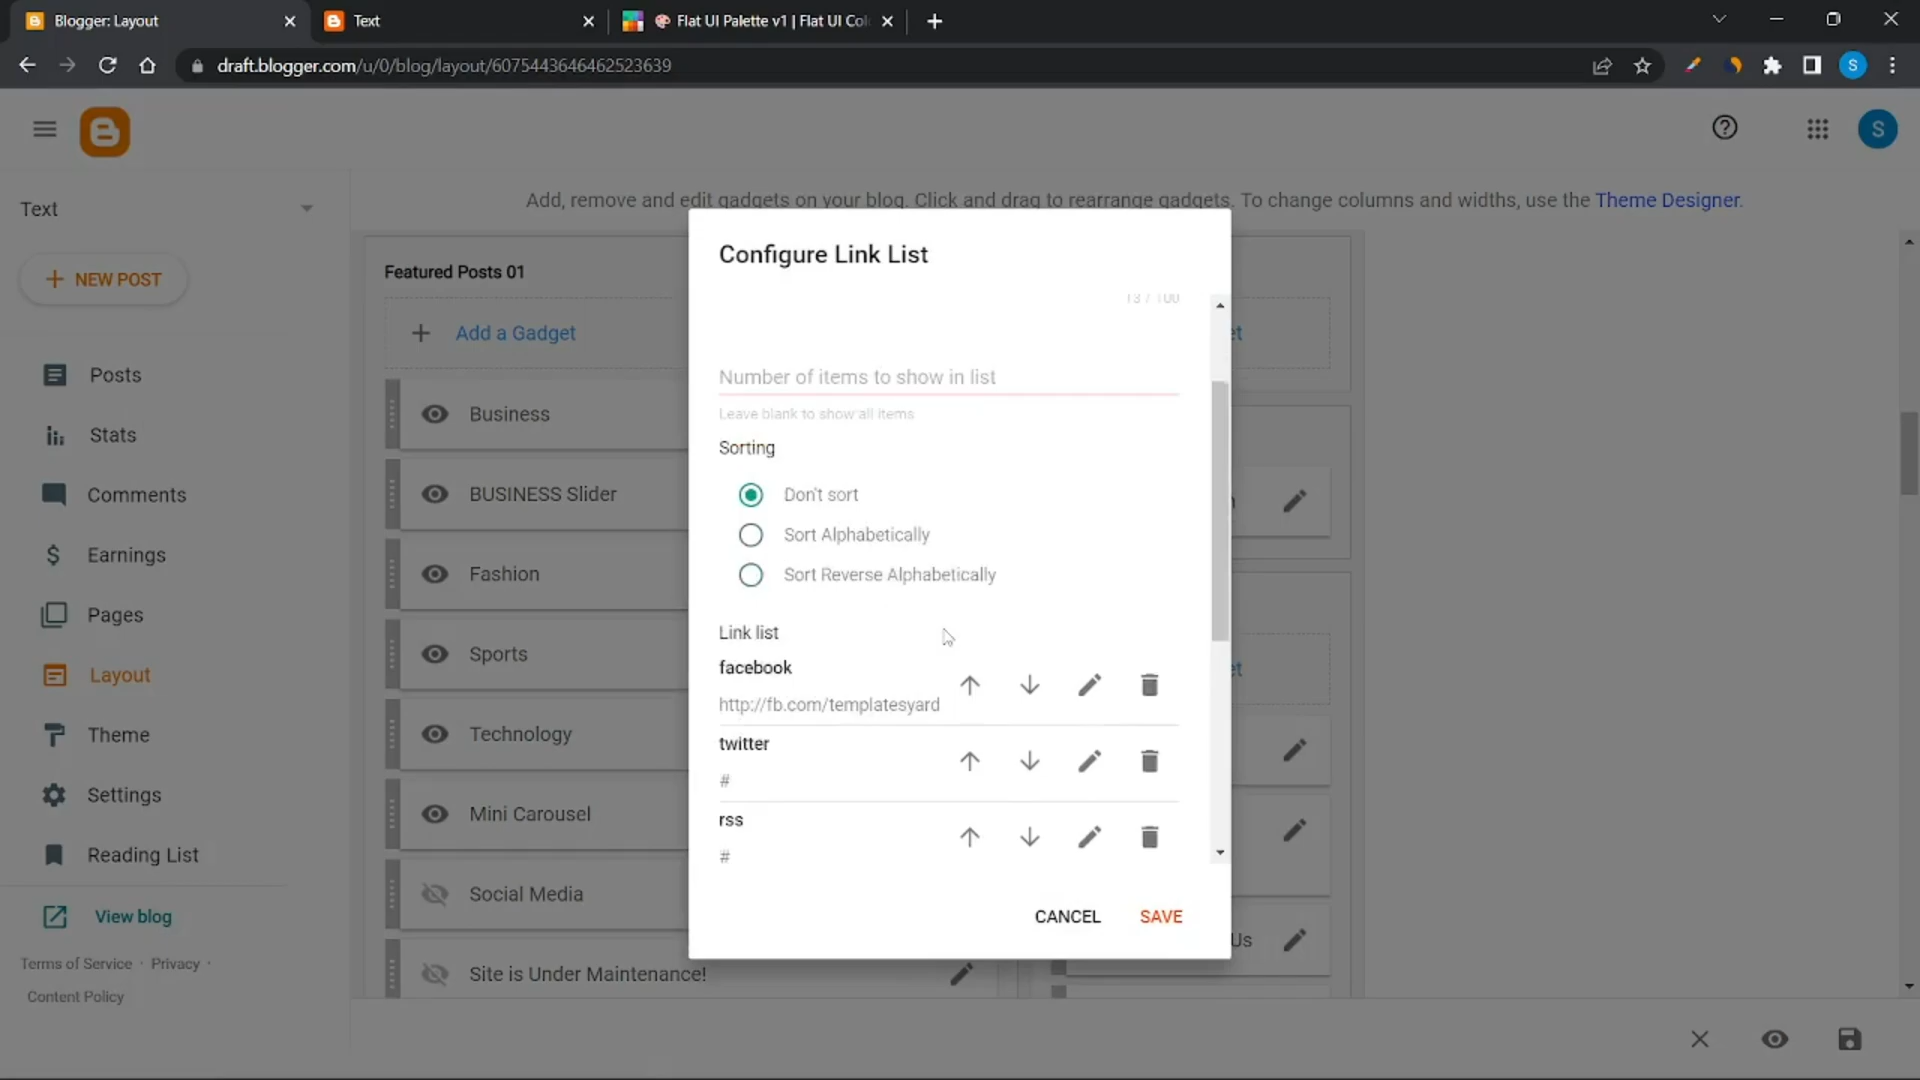 Blogger: Layout
Text
Flat UI Palette v1 | Flat UI Col
draft.blogger.com/u/0/blog/layout/6075443646462523639
S
S
Text
NEW POST
Posts
Stats
Comments
Earnings
Pages
Layout
Theme
Settings
Reading List
View blog
Terms of Service · Privacy ·
Content Policy
Add, remove and edit gadgets on your blog. Click and drag to rearrange gadgets. To change columns and widths, use the Theme Designer.
Featured Posts 01
Add a Gadget
Business
BUSINESS Slider
Fashion
Sports
Technology
Mini Carousel
Social Media
Site is Under Maintenance!
Configure Link List
13 / 100
Number of items to show in list
Leave blank to show all items
Sorting
Don't sort
Sort Alphabetically
Sort Reverse Alphabetically
Link list
facebook
http://fb.com/templatesyard
twitter
#
rss
#
CANCEL
SAVE
Us